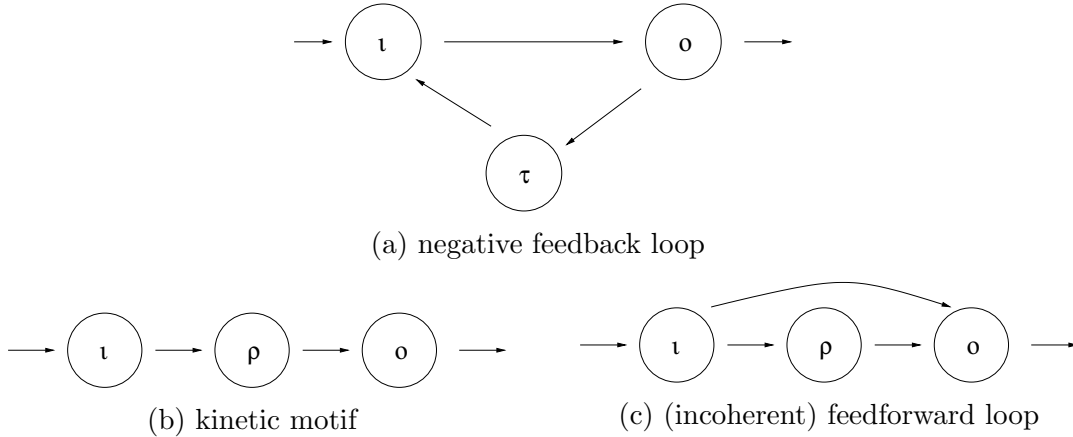 ι o
τ
(a) negative feedback loop
ι ρ o
ι ρ o
(b) kinetic motif
(c) (incoherent) feedforward loop